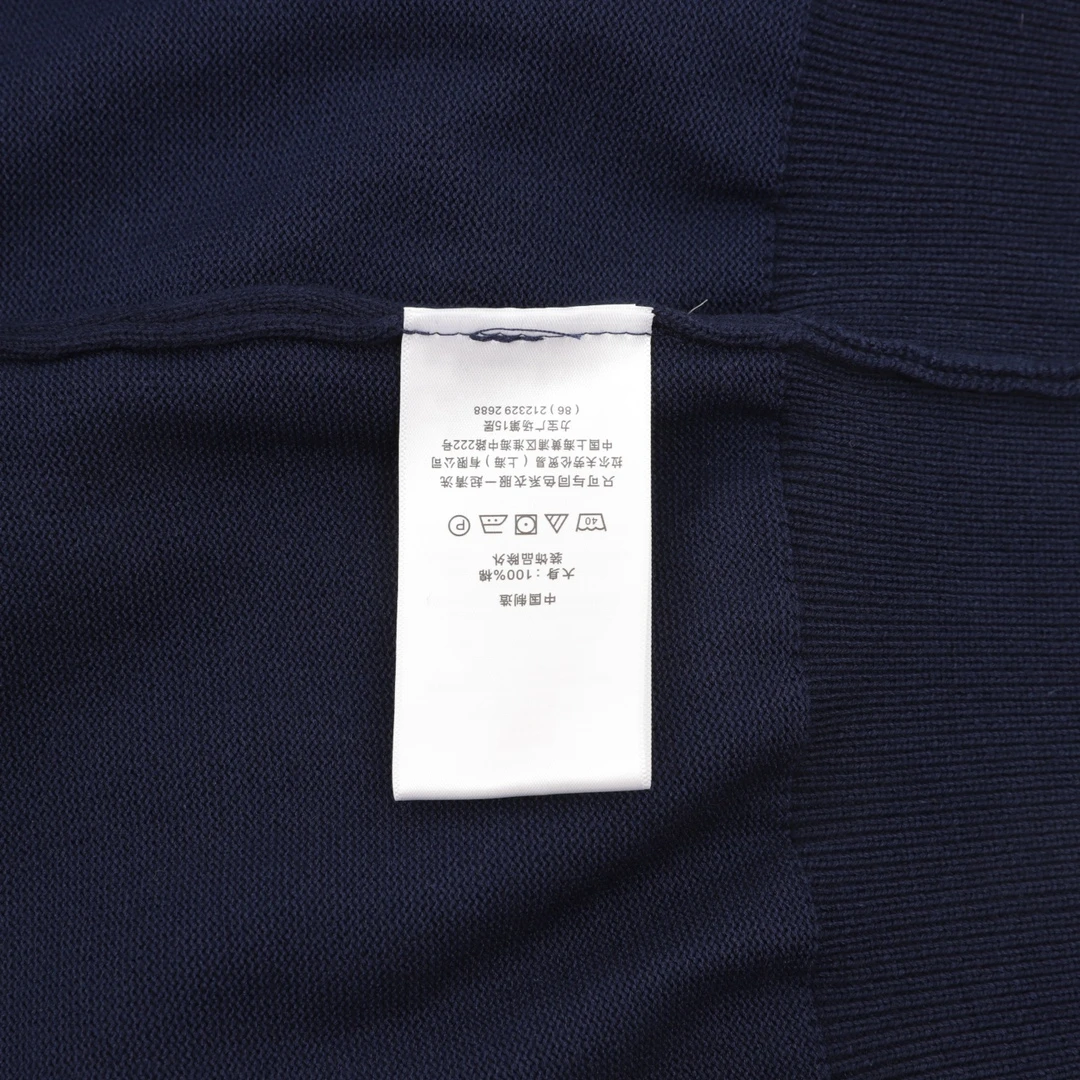 中国制造
大身：100%棉
装饰品除外
40 P
只可与同色系衣服一起清洗
拉尔夫劳伦贸易（上海）有限公司
中国上海黄浦区淮海中路222号
力宝广场第15层
(86) 212329 2688